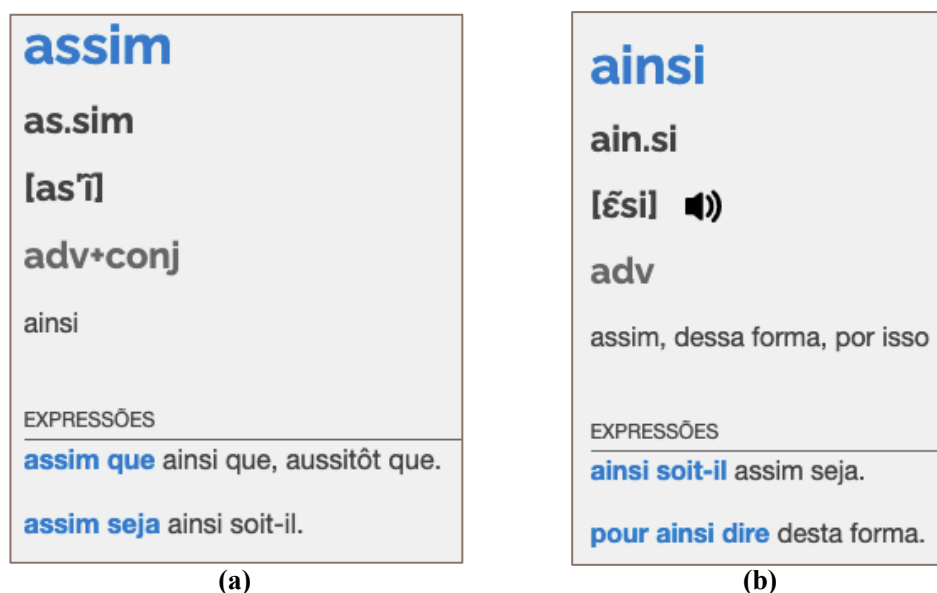 assim
as.sim
[as'ĩ]
adv+conj
ainsi
EXPRESSÕES
assim que ainsi que, aussitôt que.
assim seja ainsi soit-il.
(a)
ainsi
ain.si
[ɛ̃si]
adv
assim, dessa forma, por isso
EXPRESSÕES
ainsi soit-il assim seja.
pour ainsi dire desta forma.
(b)